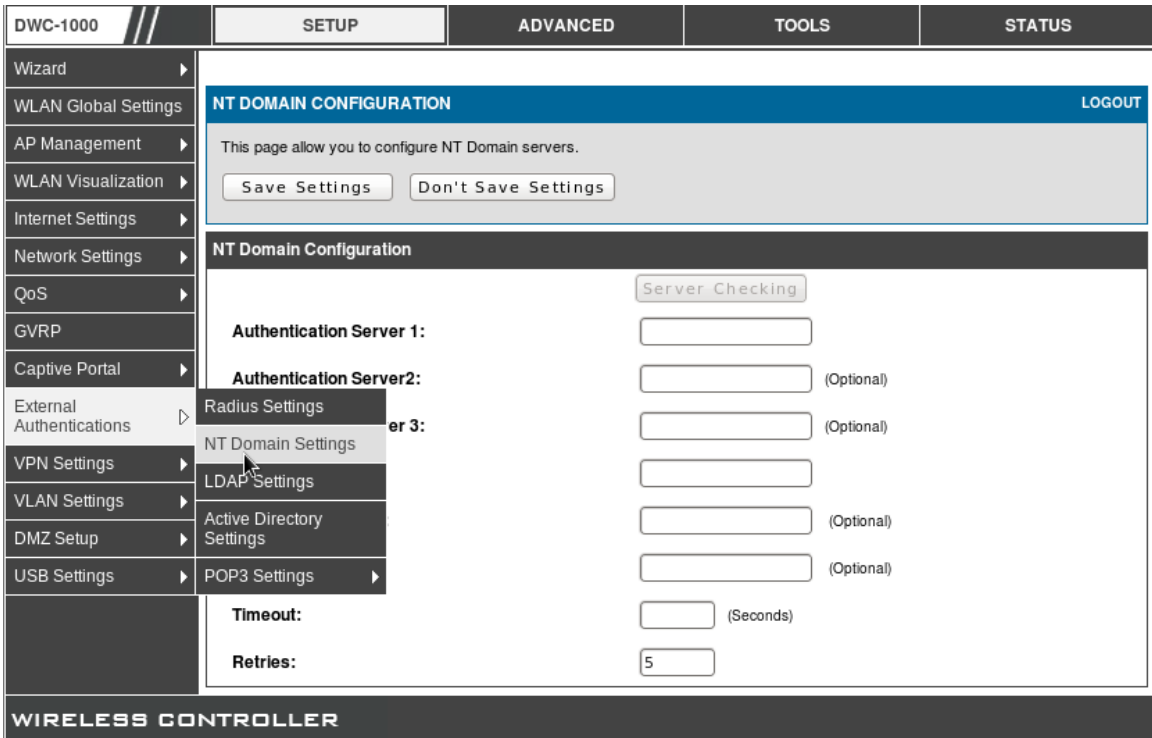 DWC-1000
SETUP
ADVANCED
TOOLS
STATUS
Wizard
WLAN Global Settings
AP Management
WLAN Visualization
Internet Settings
Network Settings
QoS
GVRP
Captive Portal
External
Authentications
VPN Settings
VLAN Settings
DMZ Setup
USB Settings
Radius Settings
NT Domain Settings
LDAP Settings
Active Directory
Settings
POP3 Settings
NT DOMAIN CONFIGURATION
LOGOUT
This page allow you to configure NT Domain servers.
Save Settings
Don't Save Settings
NT Domain Configuration
Server Checking
Authentication Server 1:
Authentication Server2:
(Optional)
er 3:
(Optional)
(Optional)
(Optional)
Timeout:
(Seconds)
Retries:
5
WIRELESS CONTROLLER